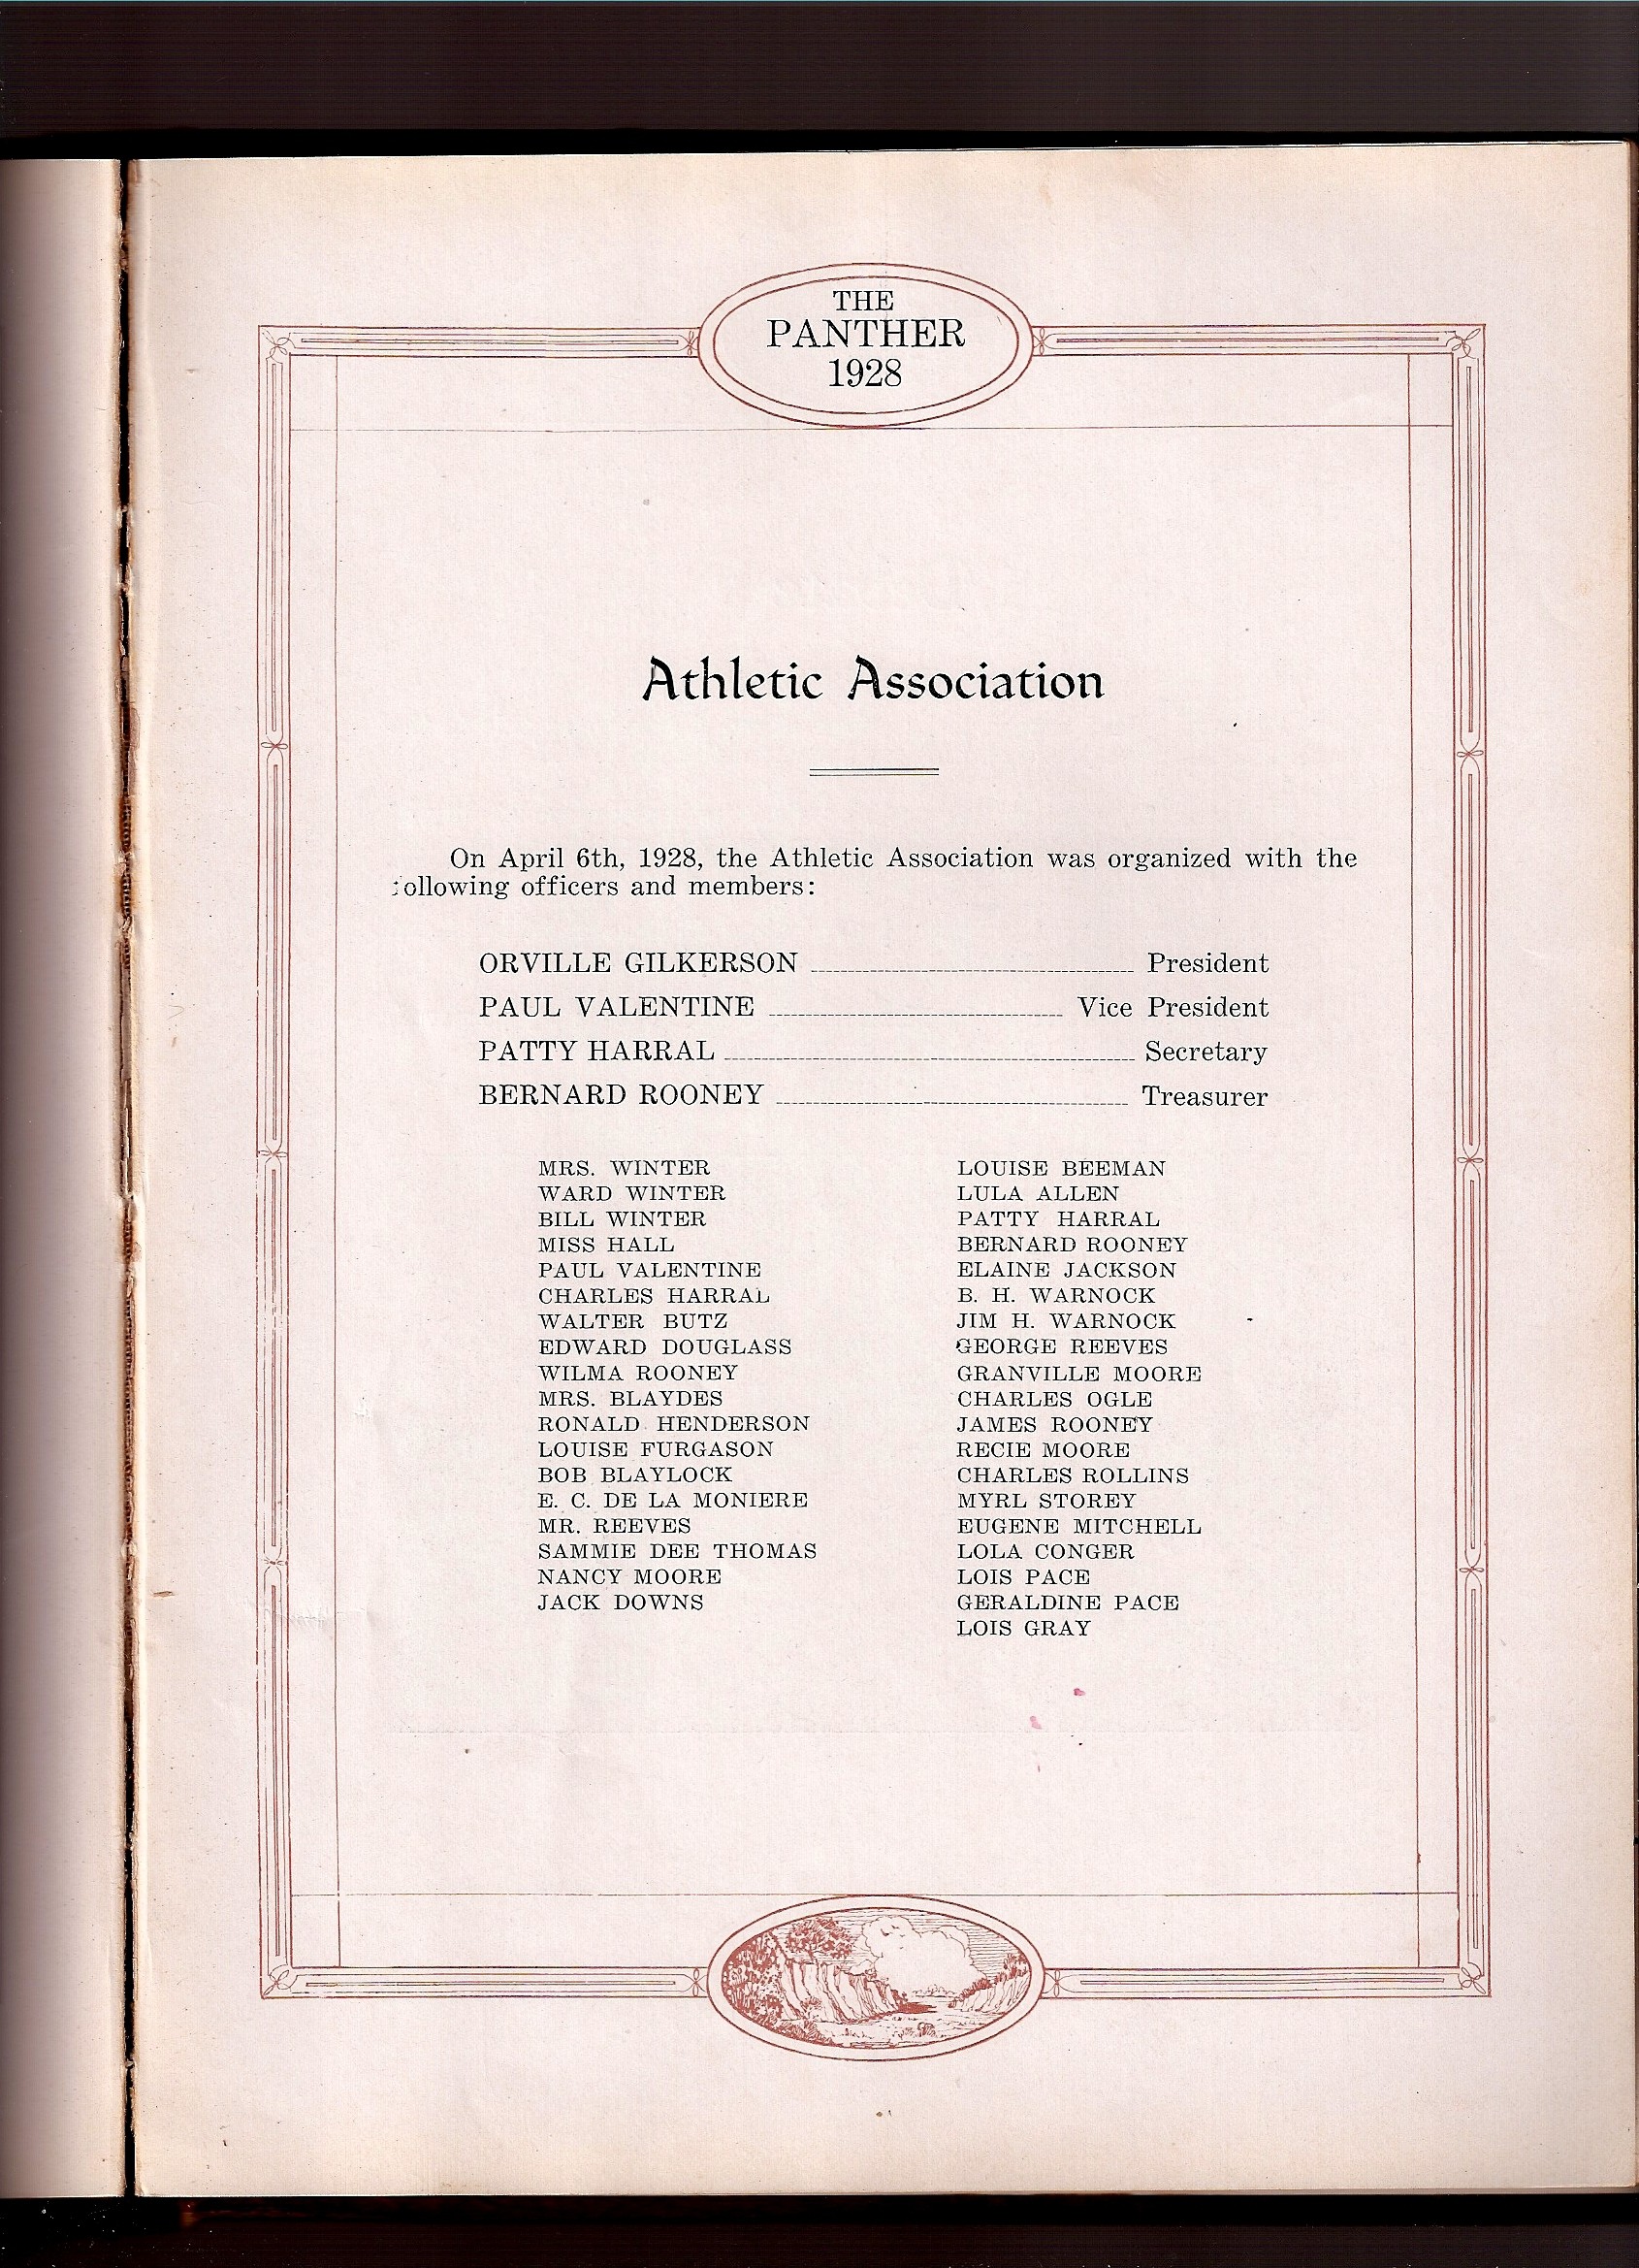 THE
PANTHER
1928
Athletic Association
On April 6th, 1928, the Athletic Association was organized with the
following officers and members:
ORVILLE GILKERSON President
PAUL VALENTINE Vice President
PATTY HARRAL Secretary
BERNARD ROONEY Treasurer
MRS. WINTER
WARD WINTER
BILL WINTER
MISS HALL
PAUL VALENTINE
CHARLES HARRAL
WALTER BUTZ
EDWARD DOUGLASS
WILMA ROONEY
MRS. BLAYDES
RONALD HENDERSON
LOUISE FURGASON
BOB BLAYLOCK
E. C. DE LA MONIERE
MR. REEVES
SAMMIE DEE THOMAS
NANCY MOORE
JACK DOWNS
LOUISE BEEMAN
LULA ALLEN
PATTY HARRAL
BERNARD ROONEY
ELAINE JACKSON
B. H. WARNOCK
JIM H. WARNOCK
GEORGE REEVES
GRANVILLE MOORE
CHARLES OGLE
JAMES ROONEY
RECIE MOORE
CHARLES ROLLINS
MYRL STOREY
EUGENE MITCHELL
LOLA CONGER
LOIS PACE
GERALDINE PACE
LOIS GRAY